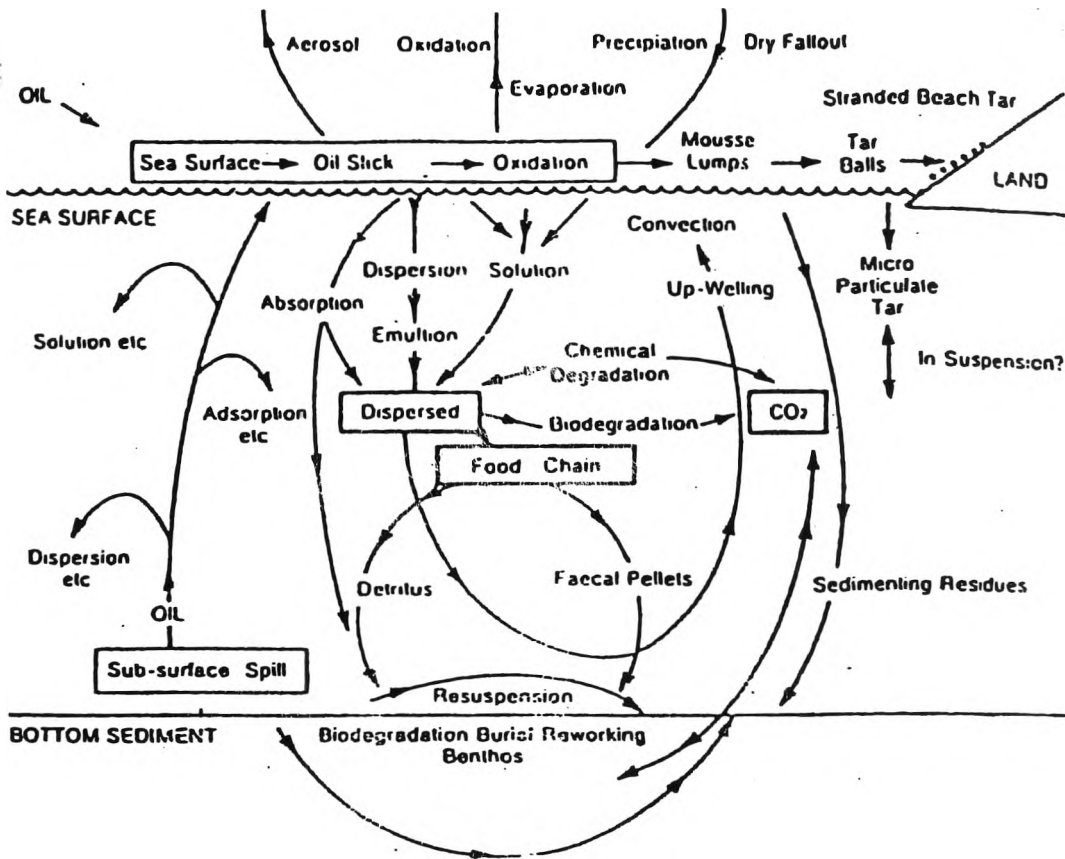 Aerosol Oxidation Precipiation Dry Fallout
OIL
Evaporation
Stranded Beach Tar
Sea Surface Oil Slick Oxidation
Mousse
Lumps
Tar
Balls
LAND
SEA SURFACE
Convection
Dispersion Solution
Up-Welling
Micro
Particulate
Tar
Absorption
Emultion
Solution etc
Chemical
Degradation
In Suspension?
Adsorption
etc
Dispersed
Biodegradation
CO2
Food Chain
Dispersion
etc
Detritus
Faecal Pellets
Sedimenting Residues
OIL
Sub-surface Spill
Resuspension
BOTTOM SEDIMENT
Biodegradation Burial Reworking
Benthos